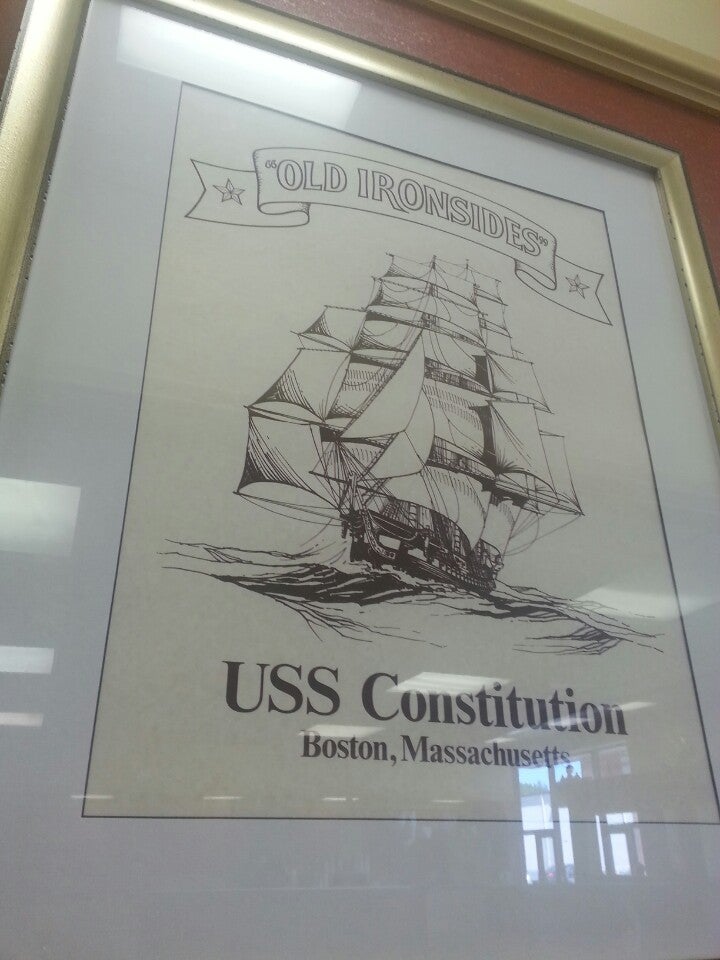 "OLD IRONSIDES"
USS Constitution
Boston, Massachusetts